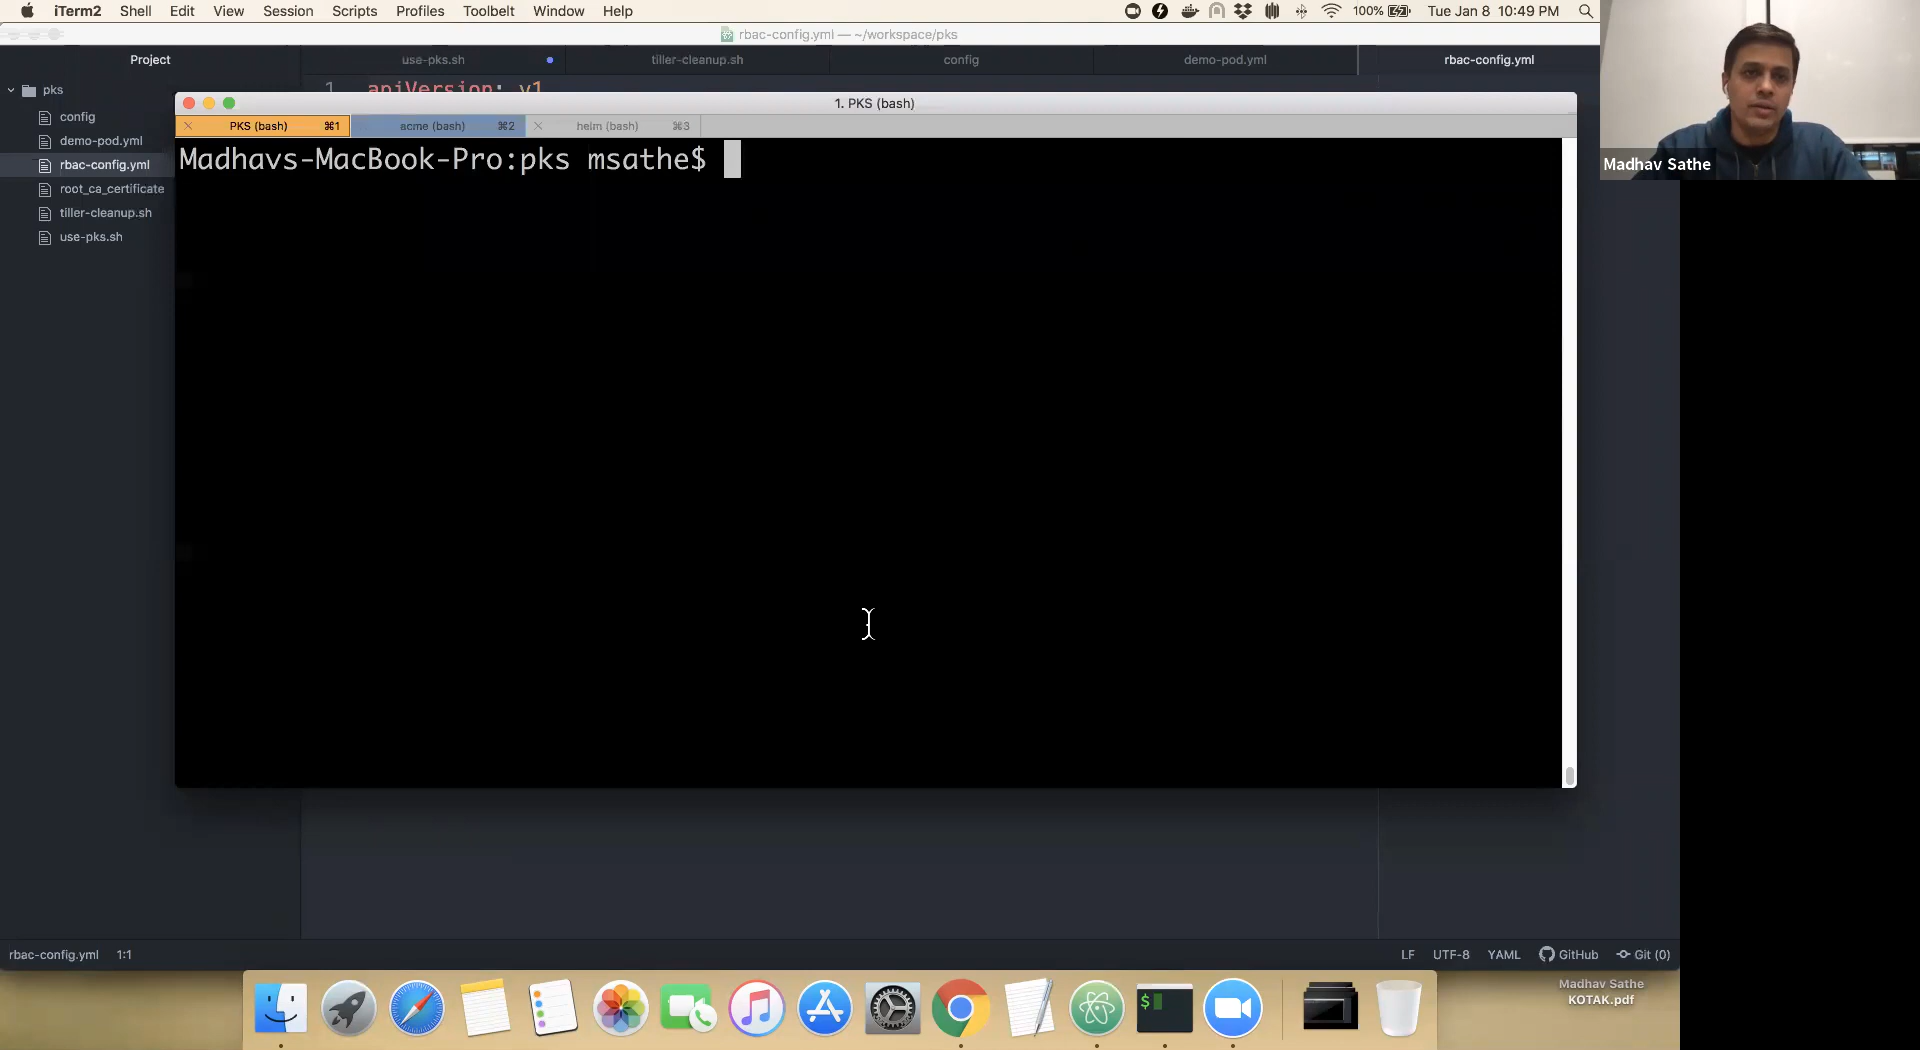 iTerm2 Shell Edit View Session Scripts Profiles Toolbelt Window Help 100% Tue Jan 8 10:49 PM
rbac-config.yml — ~/workspace/pks
Project use-pks.sh tiller-cleanup.sh config demo-pod.yml rbac-config.yml
1 apiVersion: v1
pks
config
demo-pod.yml
rbac-config.yml
root_ca_certificate
tiller-cleanup.sh
use-pks.sh
1. PKS (bash)
PKS (bash) ⌘1 acme (bash) ⌘2 helm (bash) ⌘3
Madhavs-MacBook-Pro:pks msathe$
Madhav Sathe
rbac-config.yml 1:1 LF UTF-8 YAML GitHub Git (0)
Madhav Sathe
KOTAK.pdf
$